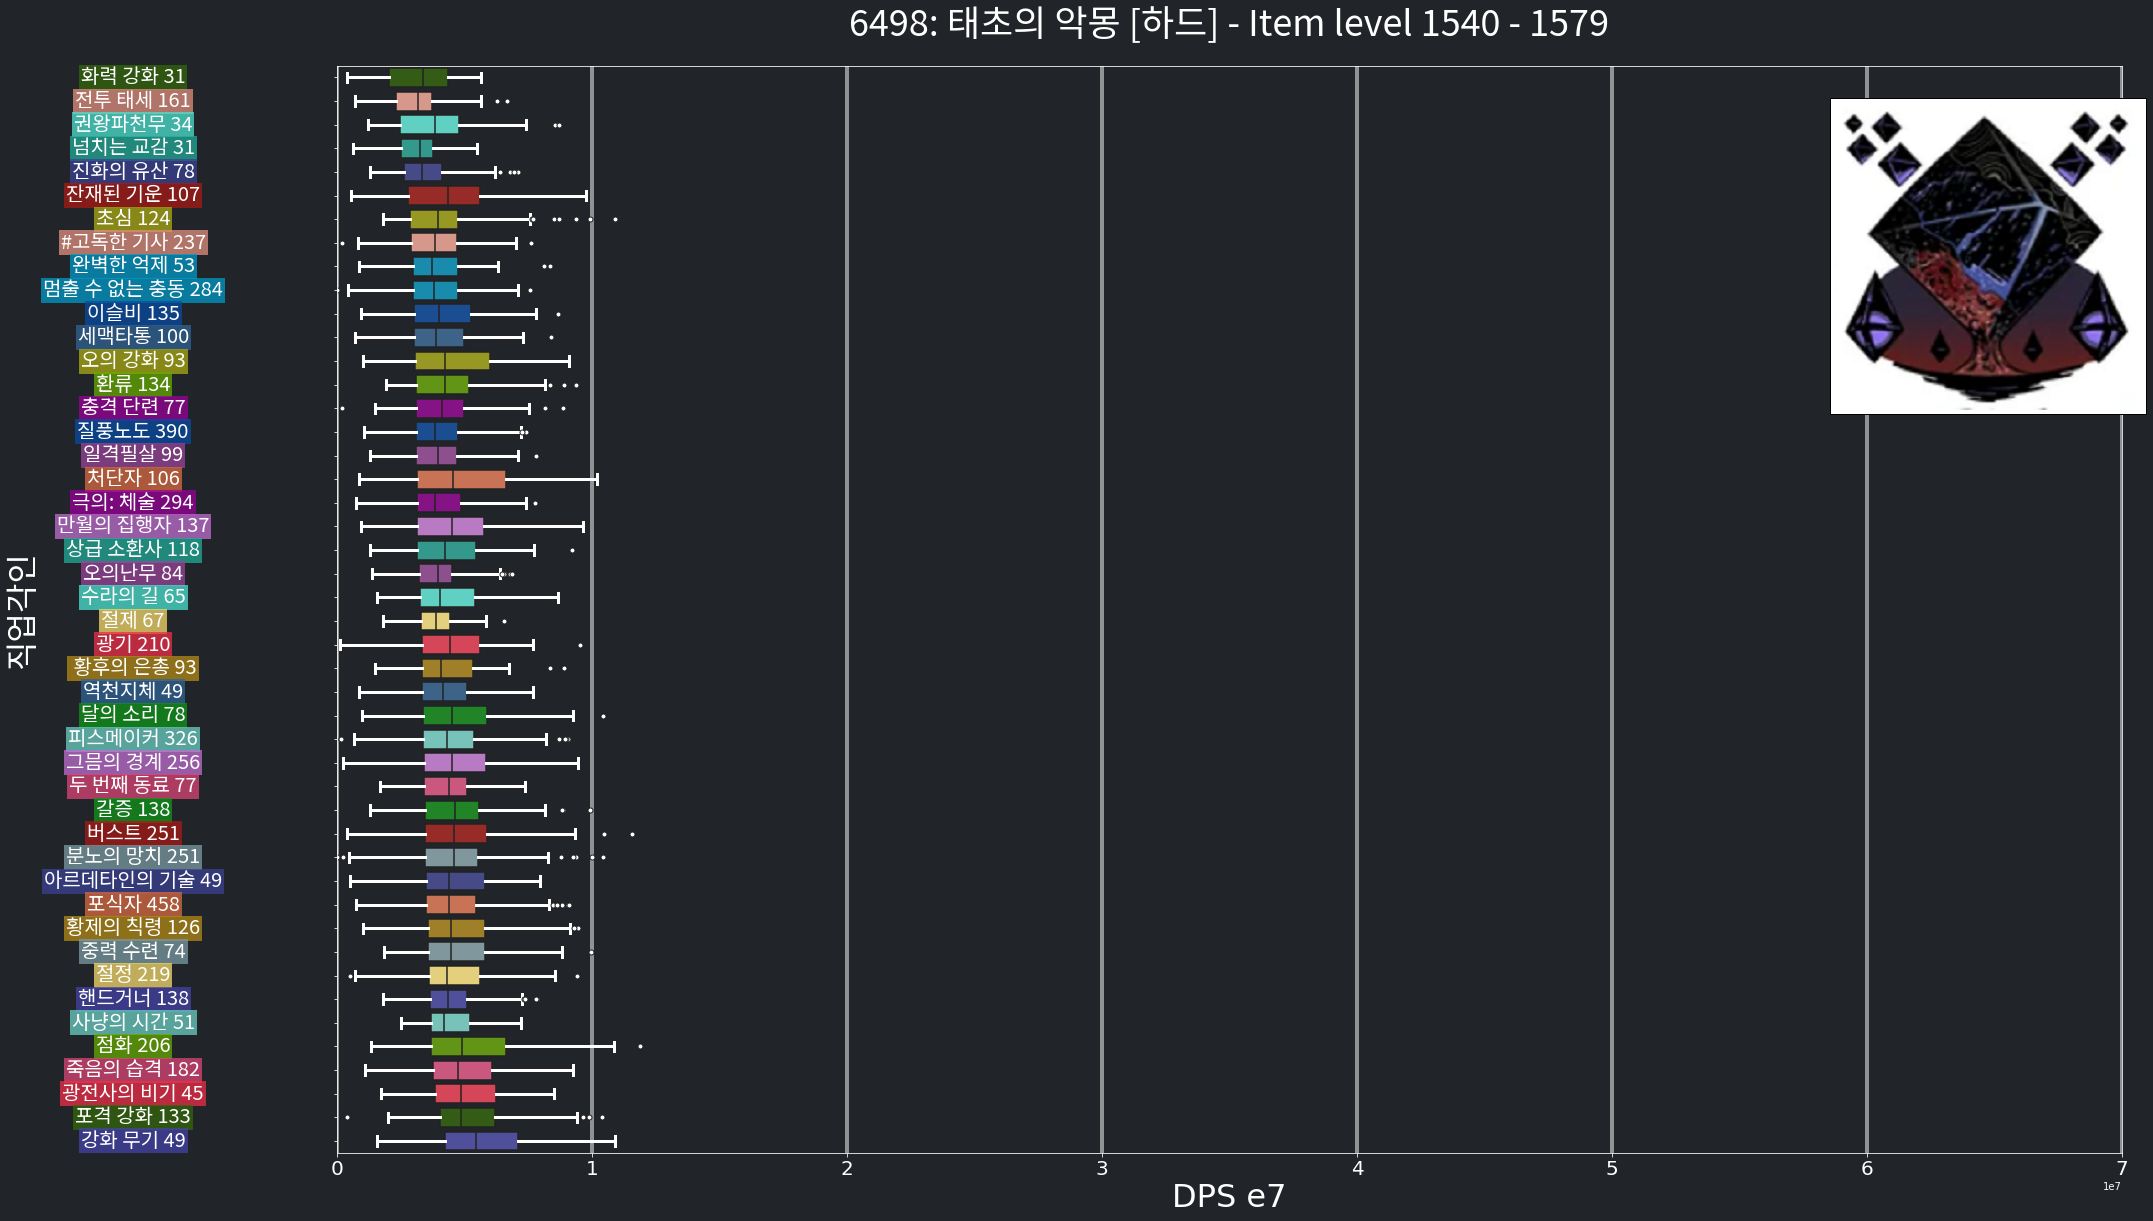 6498: 태초의 악몽 [하드] - Item level 1540 - 1579
화력 강화 31
전투 태세 161
권왕파천무 34
넘치는 교감 31
진화의 유산 78
잔재된 기운 107
초심 124
#고독한 기사 237
완벽한 억제 53
멈출 수 없는 충동 284
이슬비 135
세맥타통 100
오의 강화 93
환류 134
충격 단련 77
질풍노도 390
일격필살 99
처단자 106
극의: 체술 294
만월의 집행자 137
상급 소환사 118
오의난무 84
수라의 길 65
절제 67
광기 210
황후의 은총 93
역천지체 49
달의 소리 78
피스메이커 326
그믐의 경계 256
두 번째 동료 77
갈증 138
버스트 251
분노의 망치 251
아르데타인의 기술 49
포식자 458
황제의 칙령 126
중력 수련 74
절정 219
핸드거너 138
사냥의 시간 51
점화 206
죽음의 습격 182
광전사의 비기 45
포격 강화 133
강화 무기 49
직업각인
0 1 2 3 4 5 6 7
1e7
DPS e7